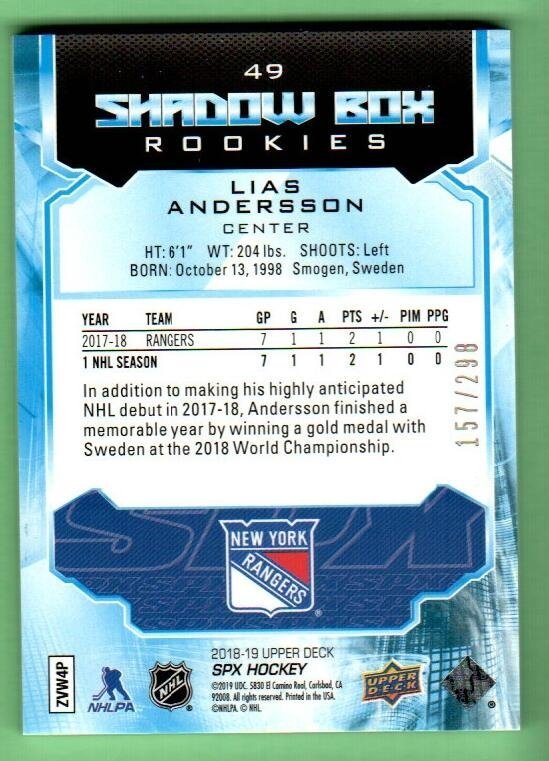 49
SHADOW BOX
ROOKIES
LIAS
ANDERSSON
CENTER
HT: 6'1" WT: 204 lbs. SHOOTS: Left
BORN: October 13, 1998 Smogen, Sweden
YEAR TEAM GP G A PTS +/- PIM PPG
2017-18 RANGERS 7 1 1 2 1 0 0
1 NHL SEASON 7 1 1 2 1 0 0
157/298
In addition to making his highly anticipated
NHL debut in 2017-18, Andersson finished a
memorable year by winning a gold medal with
Sweden at the 2018 World Championship.
SPX
NEW YORK
RANGERS
®
2018-19 UPPER DECK
SPX HOCKEY
©2019 UDC. 5830 El Camino Real, Carlsbad, CA
92008. All rights reserved. Printed in the USA.
©NHLPA. © NHL.
ZVW4P
NHLPA
NHL
UPPER
DECK